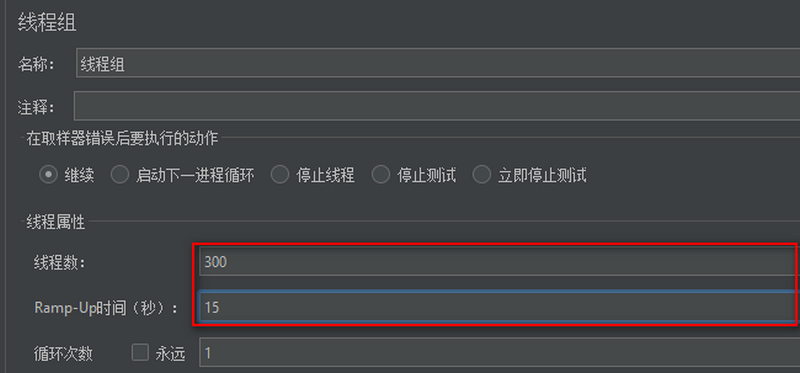 线程组
名称： 线程组
注释：
在取样器错误后要执行的动作
继续 启动下一进程循环 停止线程 停止测试 立即停止测试
线程属性
线程数： 300
Ramp-Up时间（秒）： 15
循环次数 永远 1